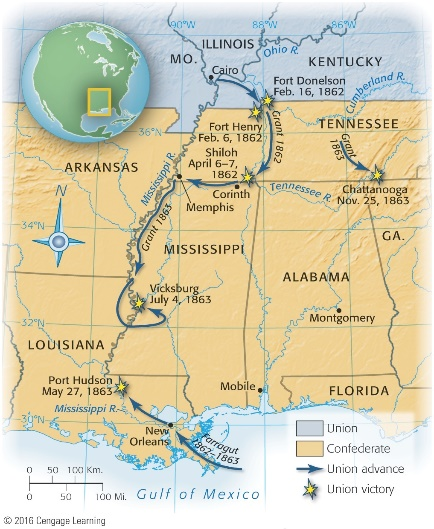 90°W
88°W
86°W
ILLINOIS
Ohio R.
MO.
Cairo
KENTUCKY
Fort Donelson
Feb. 16, 1862
Cumberland R.
36°N
Fort Henry
Feb. 6, 1862
Grant 1862
TENNESSEE
Grant
1863
Shiloh
April 6–7,
1862
ARKANSAS
Mississippi R.
Tennessee R.
Chattanooga
Nov. 25, 1863
Corinth
Memphis
N
Grant 1863
34°N
GA.
MISSISSIPPI
ALABAMA
Vicksburg
July 4, 1863
Montgomery
32°N
LOUISIANA
Port Hudson
May 27, 1863
Mobile
FLORIDA
Mississippi R.
30°N
New
Orleans
Farragut
1862–1863
Union
Confederate
Union advance
Union victory
0 50 100 Km.
0 50 100 Mi.
Gulf of Mexico
© 2016 Cengage Learning